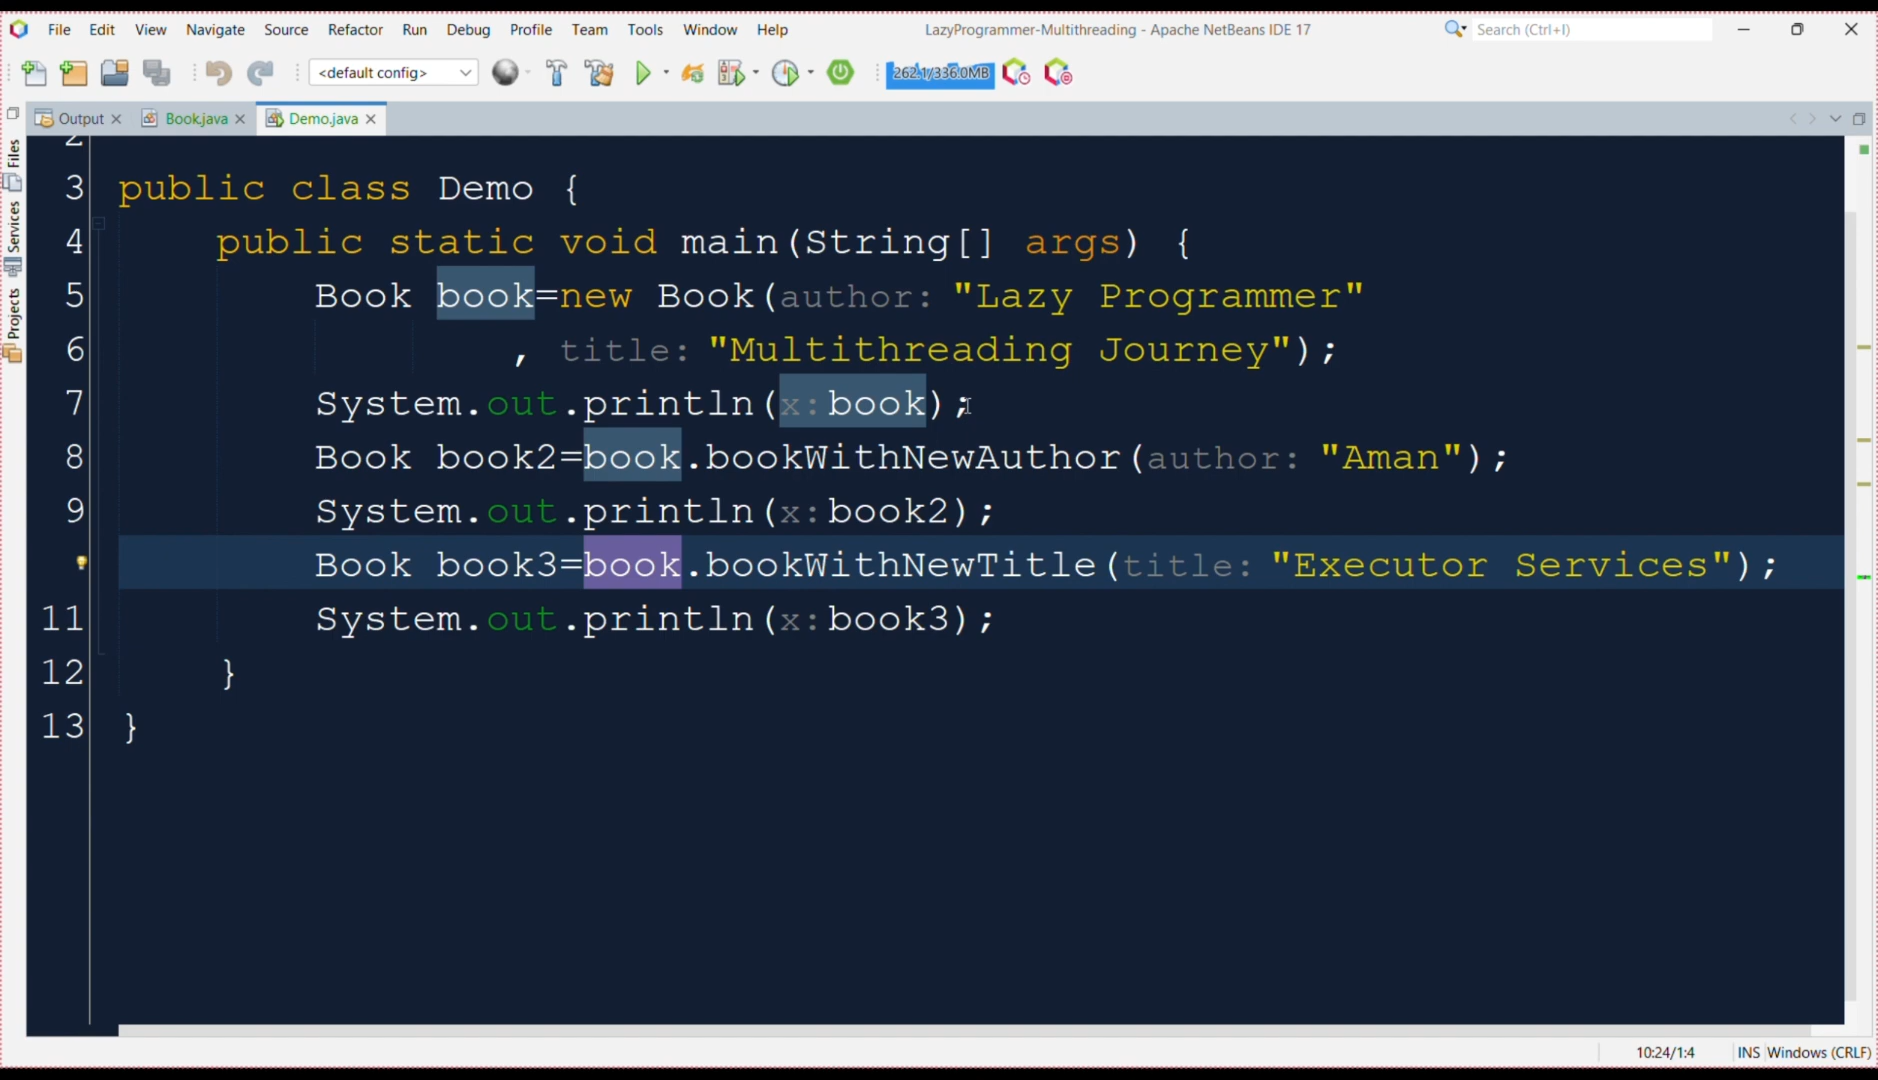 File Edit View Navigate Source Refactor Run Debug Profile Team Tools Window Help
LazyProgrammer-Multithreading - Apache NetBeans IDE 17
Search (Ctrl+I)
<default config>
262.1/336.0MB
Output
Book.java
Demo.java
Files
Services
Projects
2
3 public class Demo {
4 public static void main(String[] args) {
5 Book book=new Book(author: "Lazy Programmer"
6 , title: "Multithreading Journey");
7 System.out.println(x:book);
8 Book book2=book.bookWithNewAuthor(author: "Aman");
9 System.out.println(x:book2);
Book book3=book.bookWithNewTitle(title: "Executor Services");
11 System.out.println(x:book3);
12 }
13 }
10:24/1:4 INS Windows (CRLF)